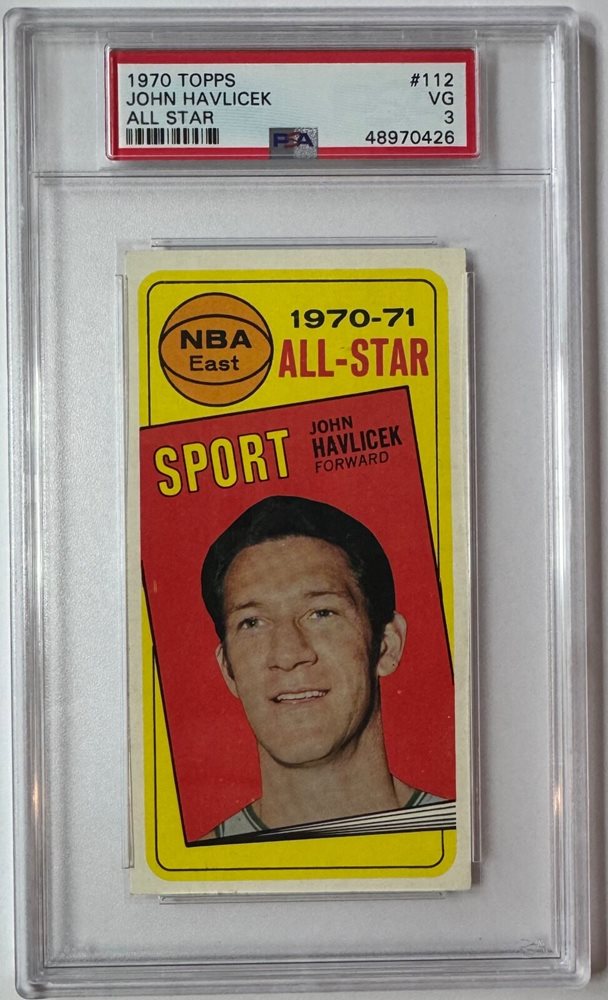 1970 TOPPS #112
JOHN HAVLICEK VG
ALL STAR 3
PSA 48970426
NBA
East
1970-71
ALL-STAR
SPORT
JOHN
HAVLICEK
FORWARD